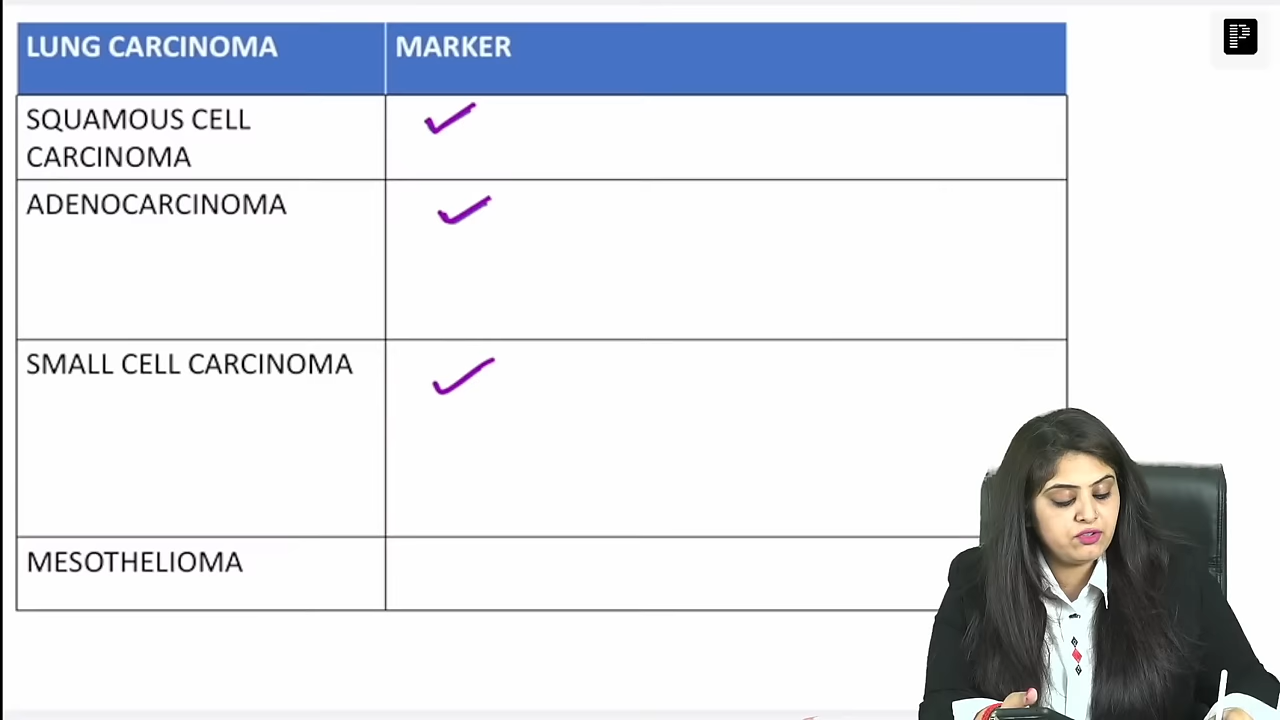 LUNG CARCINOMA
MARKER
SQUAMOUS CELL
CARCINOMA
ADENOCARCINOMA
SMALL CELL CARCINOMA
MESOTHELIOMA
P